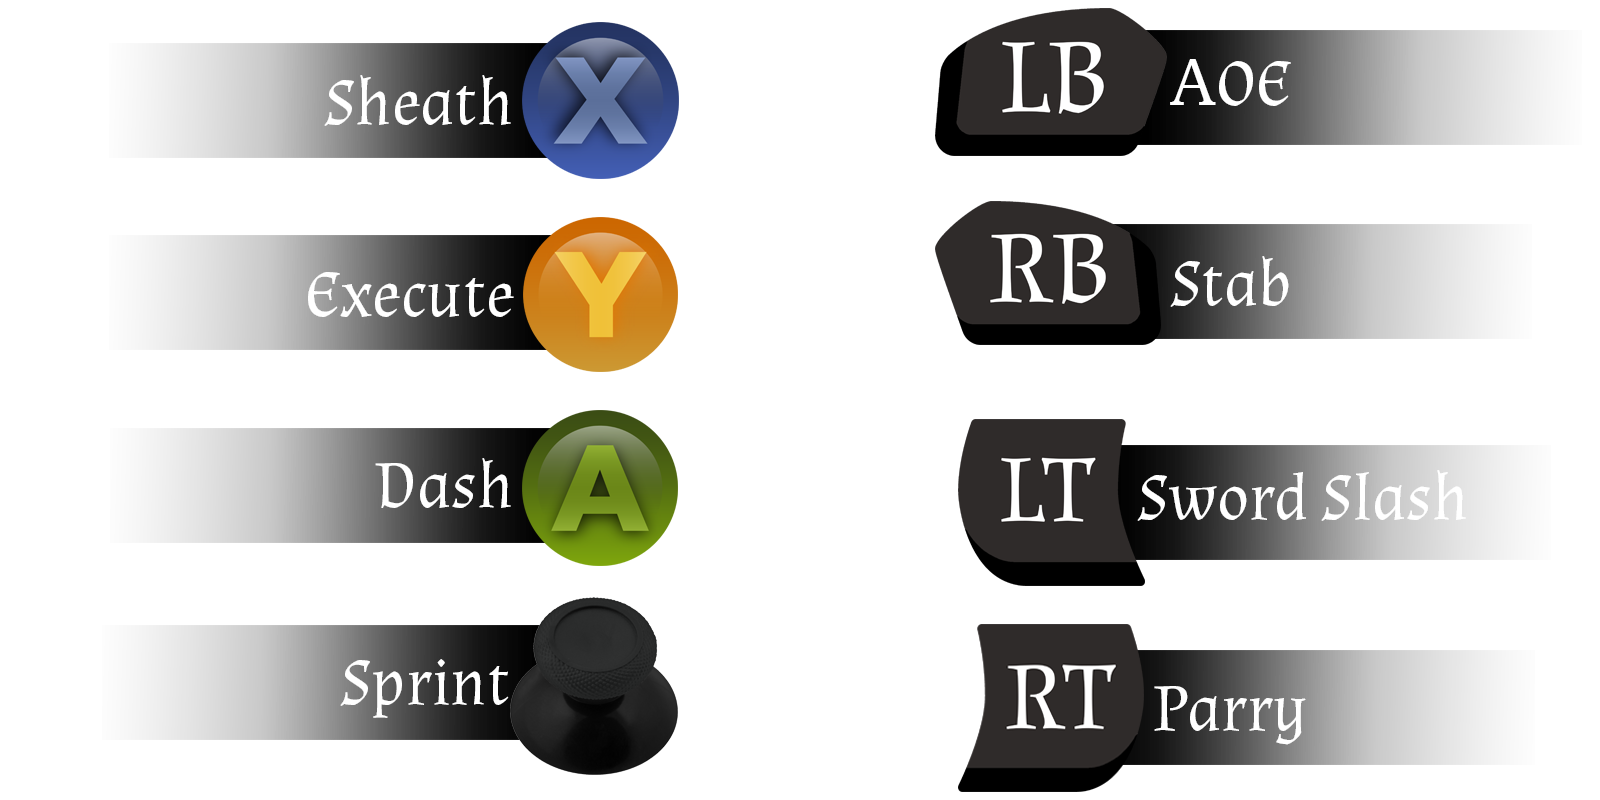 Sheath X
Execute Y
Dash A
Sprint
LB AOE
RB Stab
LT Sword Slash
RT Parry